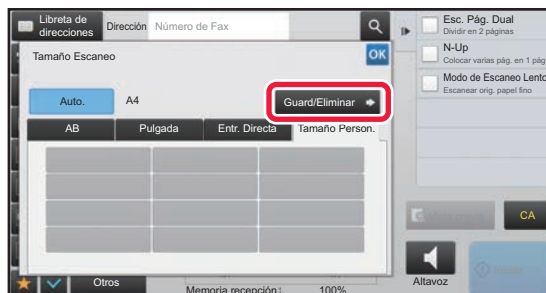 Libreta de
direcciones
Dirección
Número de Fax
Tamaño Escaneo
OK
Auto.
A4
Guard/Eliminar
AB
Pulgada
Entr. Directa
Tamaño Person.
Otros
Memoria recepción:
100%
Esc. Pág. Dual
Dividir en 2 páginas
N-Up
Colocar varias pág. en 1 pág
Modo de Escaneo Lento
Escanear orig. papel fino
CA
Altavoz